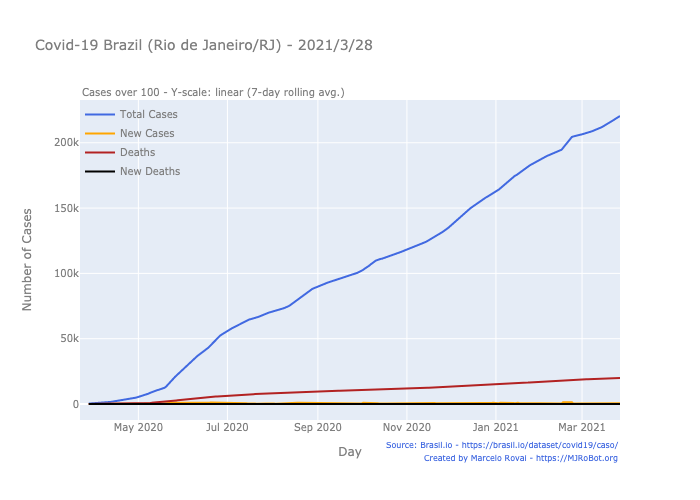 Covid-19 Brazil (Rio de Janeiro/RJ) - 2021/3/28
Cases over 100 - Y-scale: linear (7-day rolling avg.)
Total Cases
New Cases
Deaths
New Deaths
200k
150k
100k
50k
0
Number of Cases
May 2020
Jul 2020
Sep 2020
Nov 2020
Jan 2021
Mar 2021
Day
Source: Brasil.io - https://brasil.io/dataset/covid19/caso/
Created by Marcelo Rovai - https://MJRoBot.org